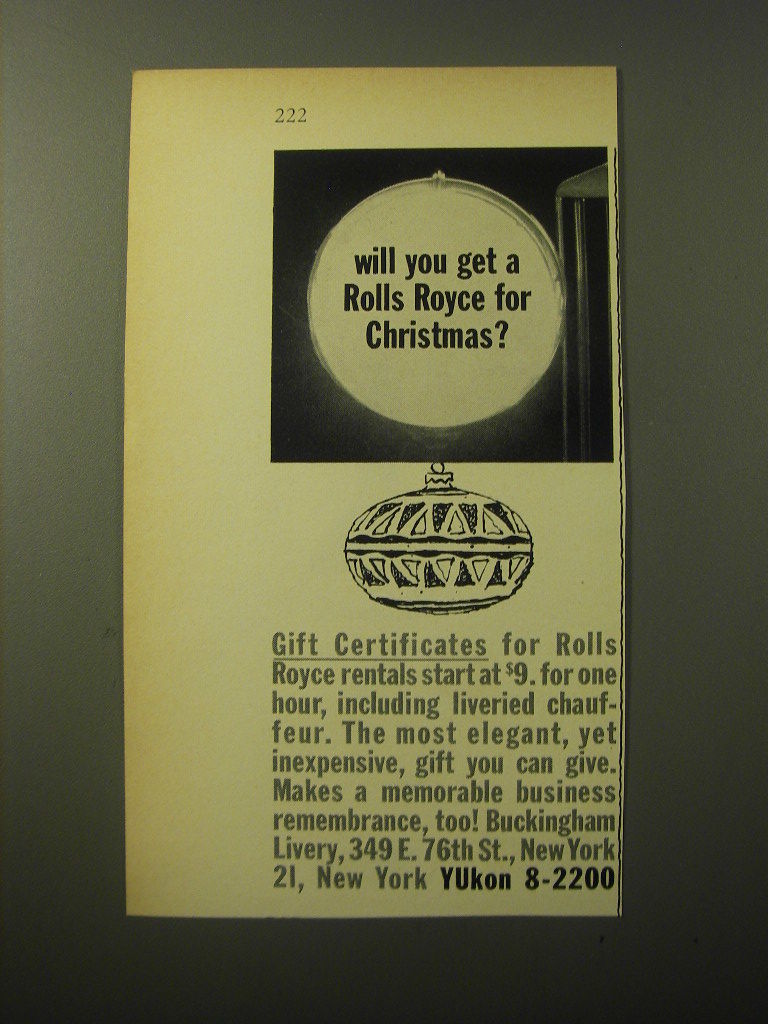 222
will you get a
Rolls Royce for
Christmas?
Gift Certificates for Rolls
Royce rentals start at $9. for one
hour, including liveried chauf-
feur. The most elegant, yet
inexpensive, gift you can give.
Makes a memorable business
remembrance, too! Buckingham
Livery, 349 E. 76th St., New York
21, New York YUkon 8-2200